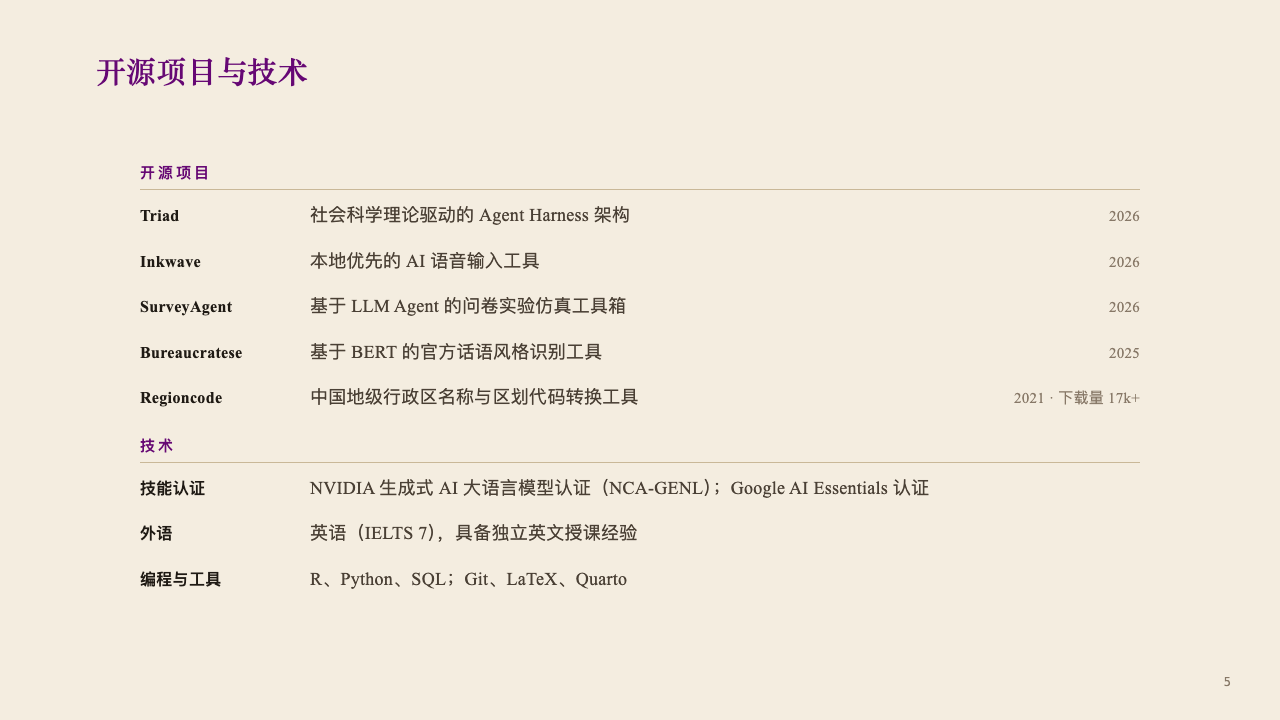 开源项目与技术
开源项目
Triad 社会科学理论驱动的 Agent Harness 架构 2026
Inkwave 本地优先的 AI 语音输入工具 2026
SurveyAgent 基于 LLM Agent 的问卷实验仿真工具箱 2026
Bureaucratese 基于 BERT 的官方话语风格识别工具 2025
Regioncode 中国地级行政区名称与区划代码转换工具 2021 · 下载量 17k+
技术
技能认证 NVIDIA 生成式 AI 大语言模型认证（NCA-GENL）；Google AI Essentials 认证
外语 英语（IELTS 7），具备独立英文授课经验
编程与工具 R、Python、SQL；Git、LaTeX、Quarto
5